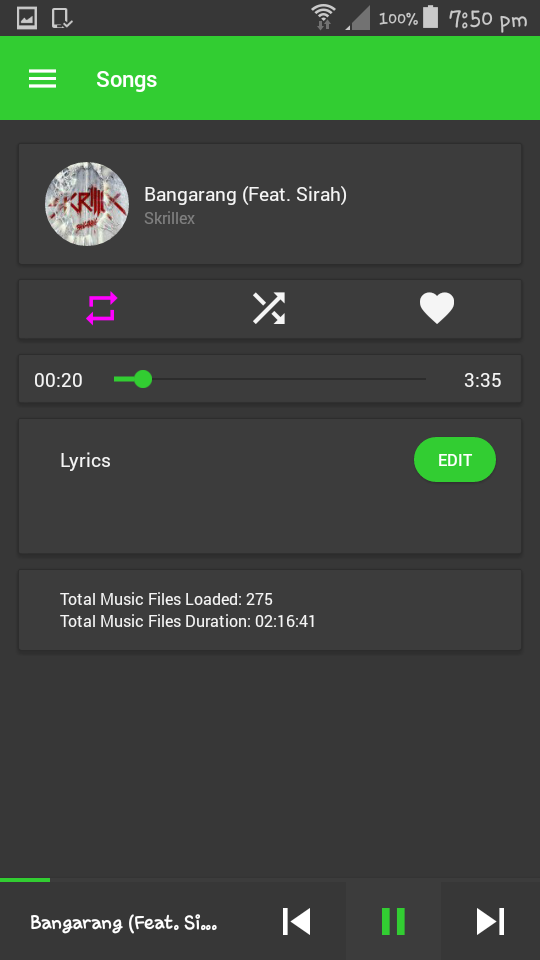 100% 7:50 pm
Songs
SKRILLEX
Bangarang (Feat. Sirah)
Skrillex
00:20 3:35
Lyrics EDIT
Total Music Files Loaded: 275
Total Music Files Duration: 02:16:41
Bangarang (Feat. Si...